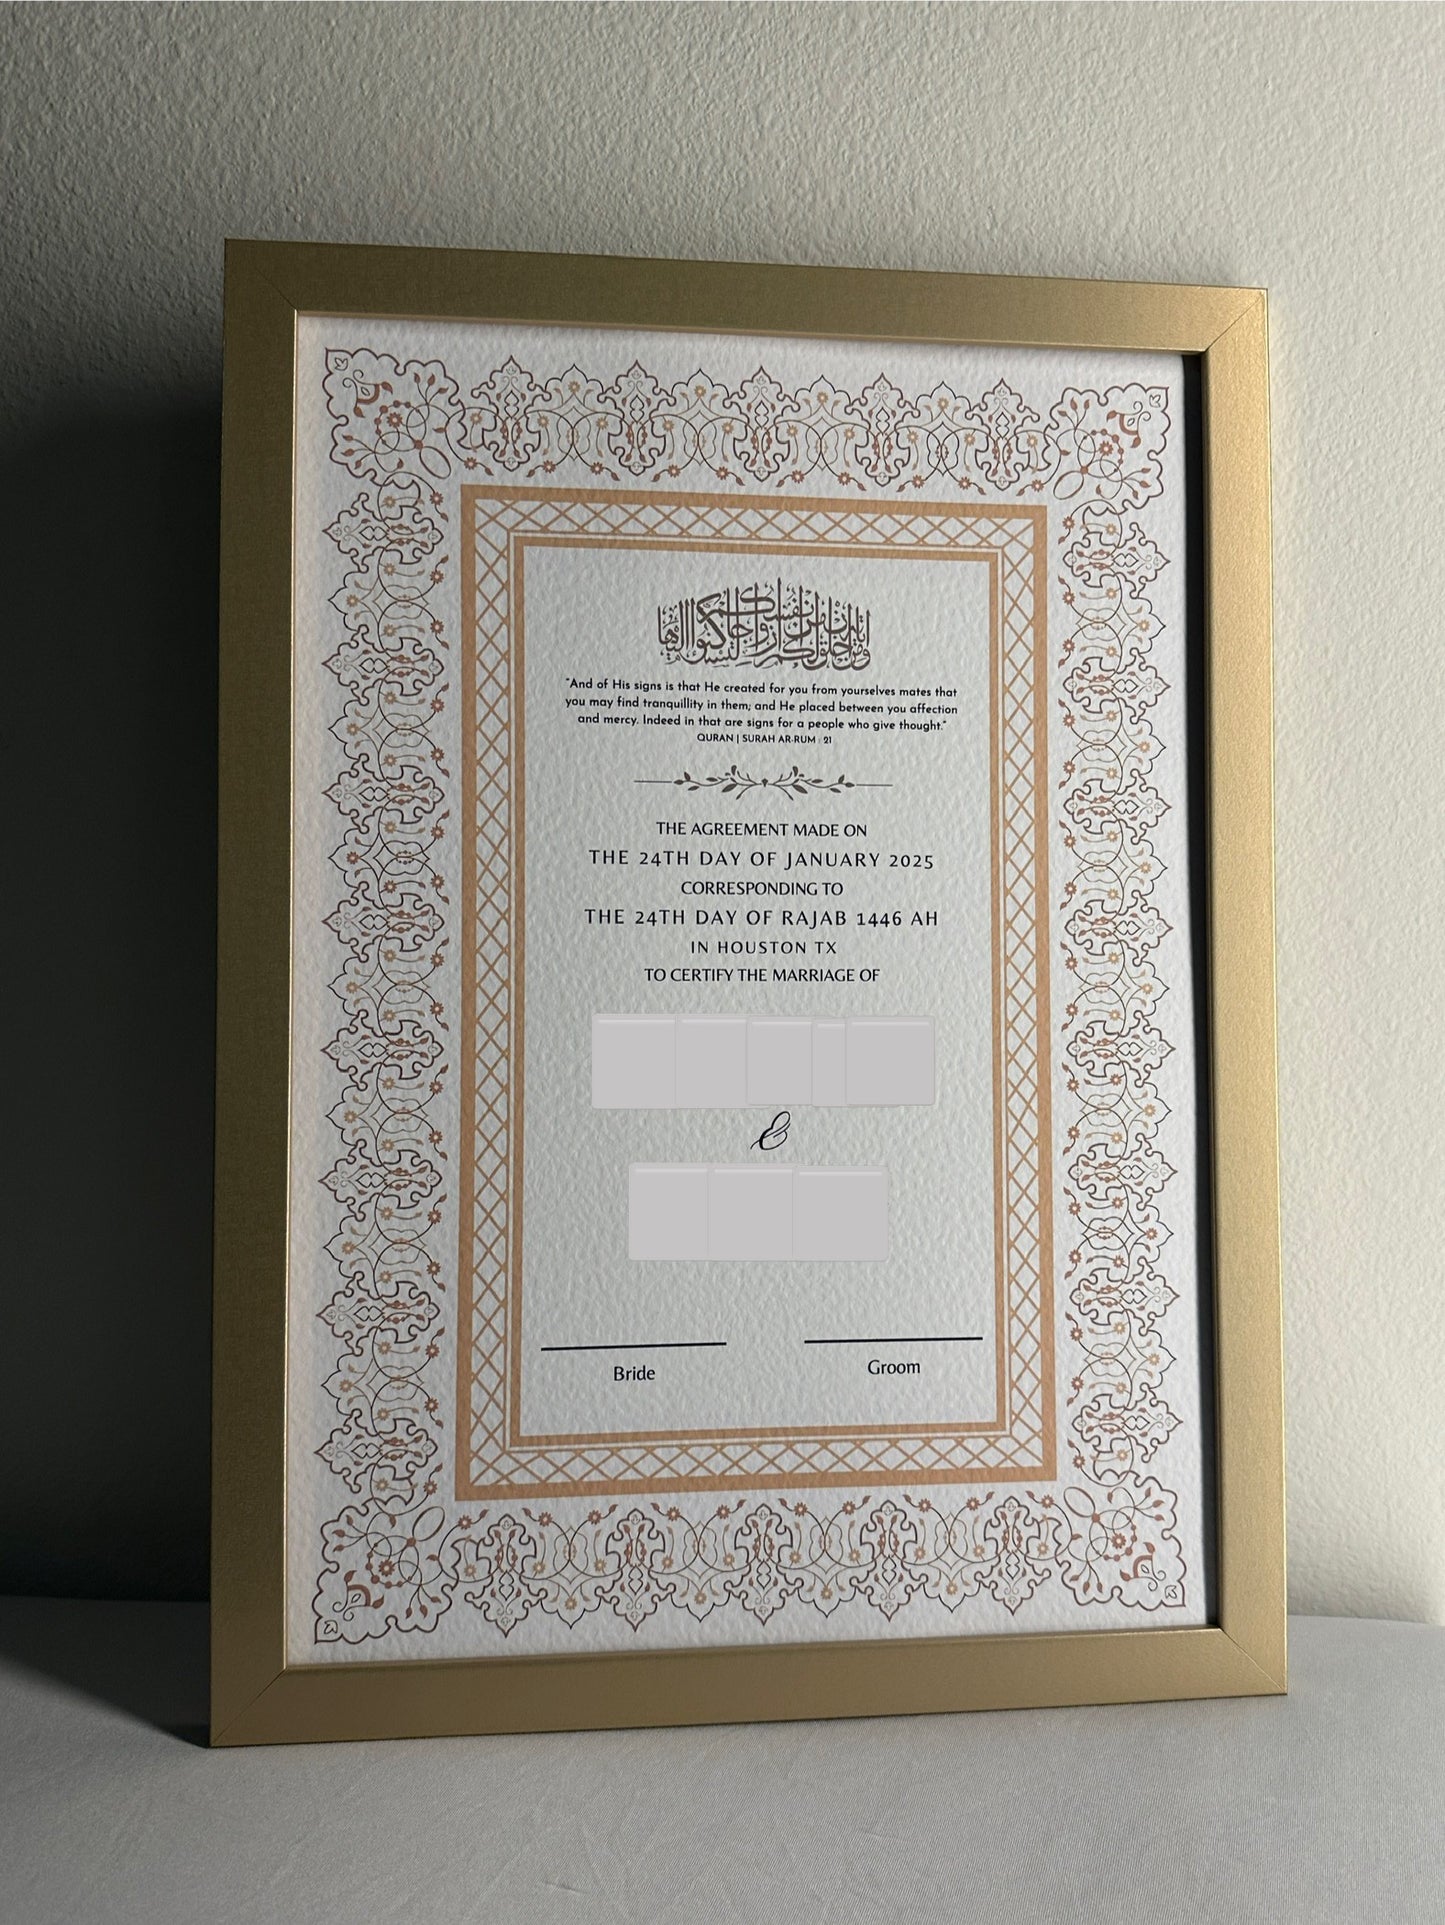 ومن آياته أن خلق لكم من أنفسكم أزواجا لتسكنوا إليها
"And of His signs is that He created for you from yourselves mates that
you may find tranquillity in them; and He placed between you affection
and mercy. Indeed in that are signs for a people who give thought."
QURAN | SURAH AR-RUM : 21
THE AGREEMENT MADE ON
THE 24TH DAY OF JANUARY 2025
CORRESPONDING TO
THE 24TH DAY OF RAJAB 1446 AH
IN HOUSTON TX
TO CERTIFY THE MARRIAGE OF
&
Bride Groom